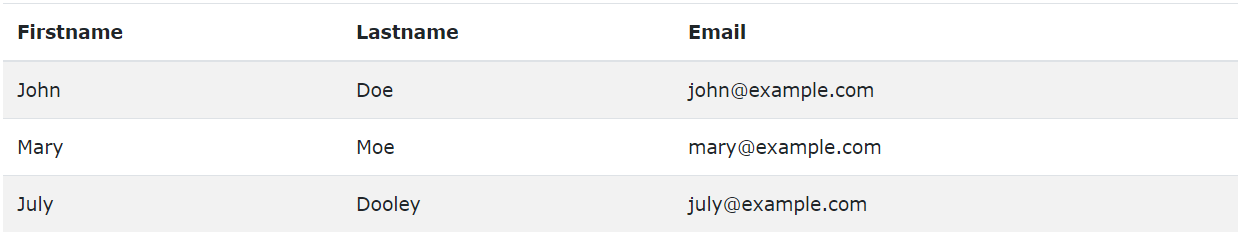 Firstname Lastname Email
John Doe john@example.com
Mary Moe mary@example.com
July Dooley july@example.com